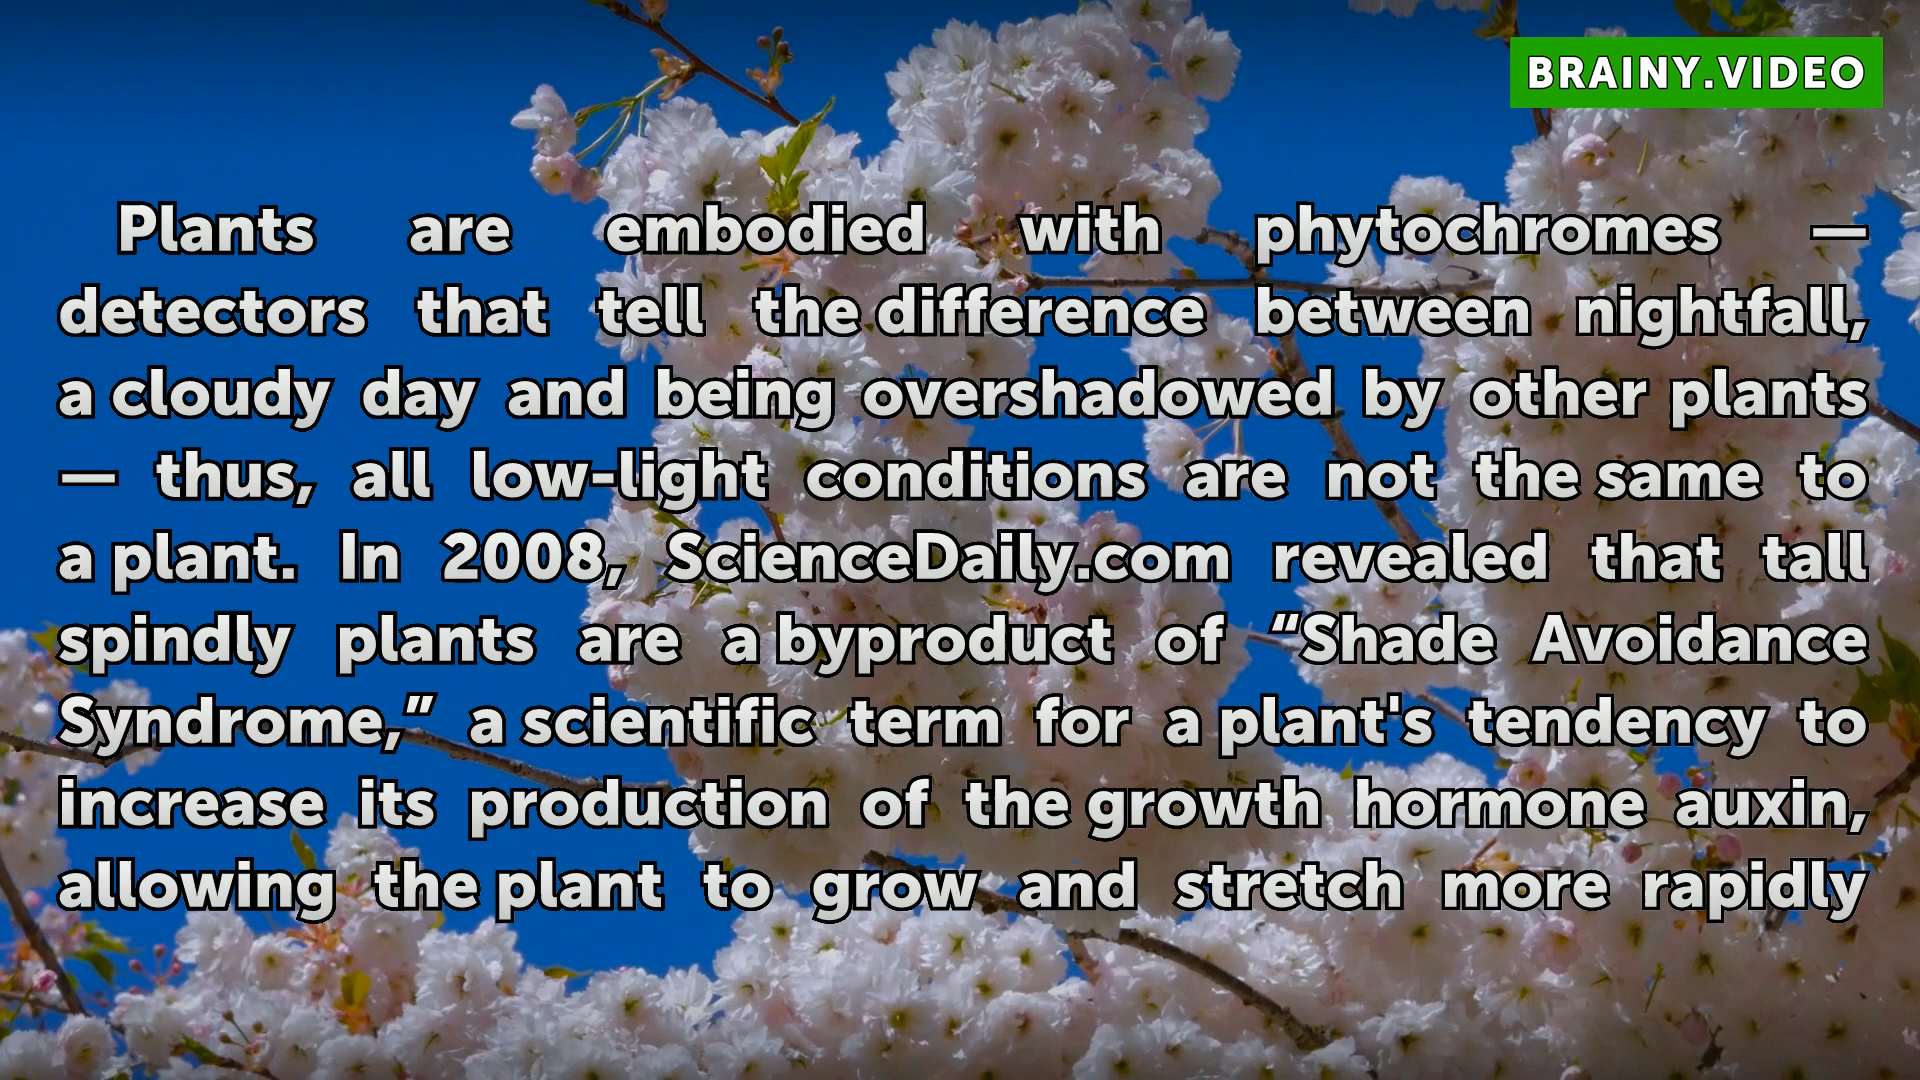 BRAINY.VIDEO
Plants are embodied with phytochromes —
detectors that tell the difference between nightfall,
a cloudy day and being overshadowed by other plants
— thus, all low-light conditions are not the same to
a plant. In 2008, ScienceDaily.com revealed that tall
spindly plants are a byproduct of “Shade Avoidance
Syndrome,” a scientific term for a plant's tendency to
increase its production of the growth hormone auxin,
allowing the plant to grow and stretch more rapidly